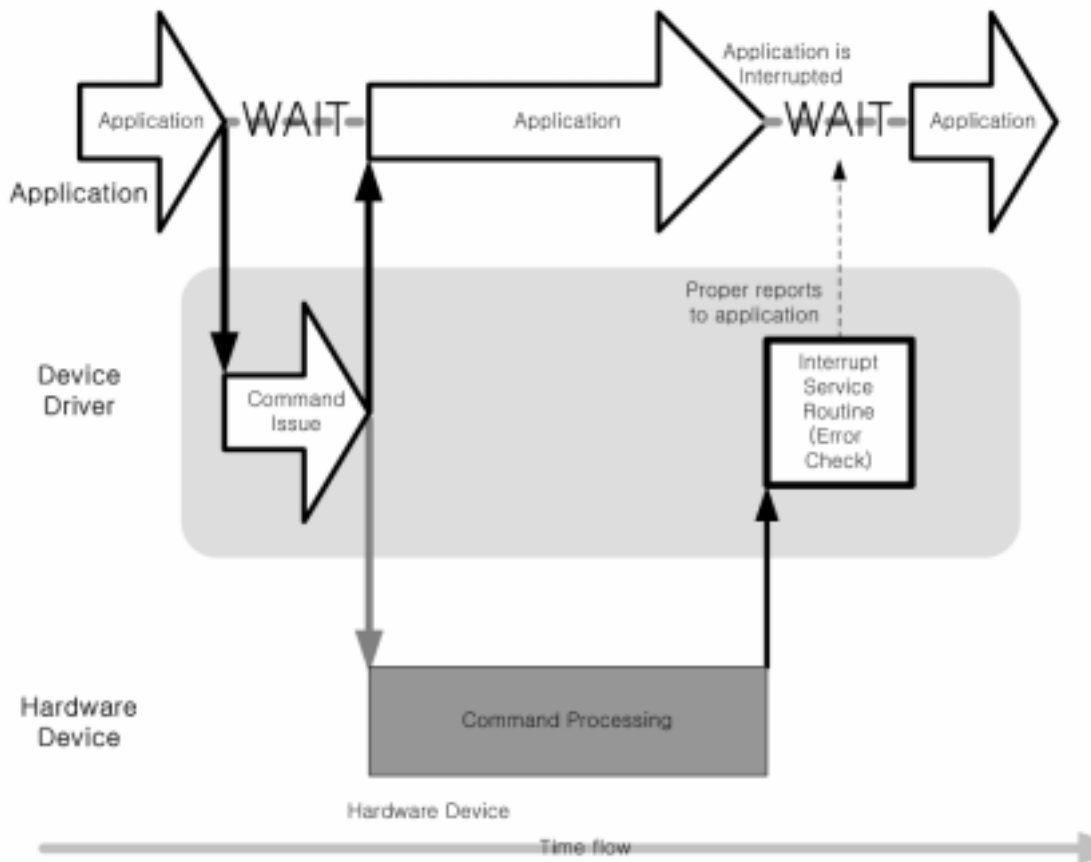 Application is
Interrupted
Application
WAIT
Application
WAIT
Application
Application
Proper reports
to application
Device
Driver
Command
Issue
Interrupt
Service
Routine
(Error
Check)
Hardware
Device
Command Processing
Hardware Device
Time flow